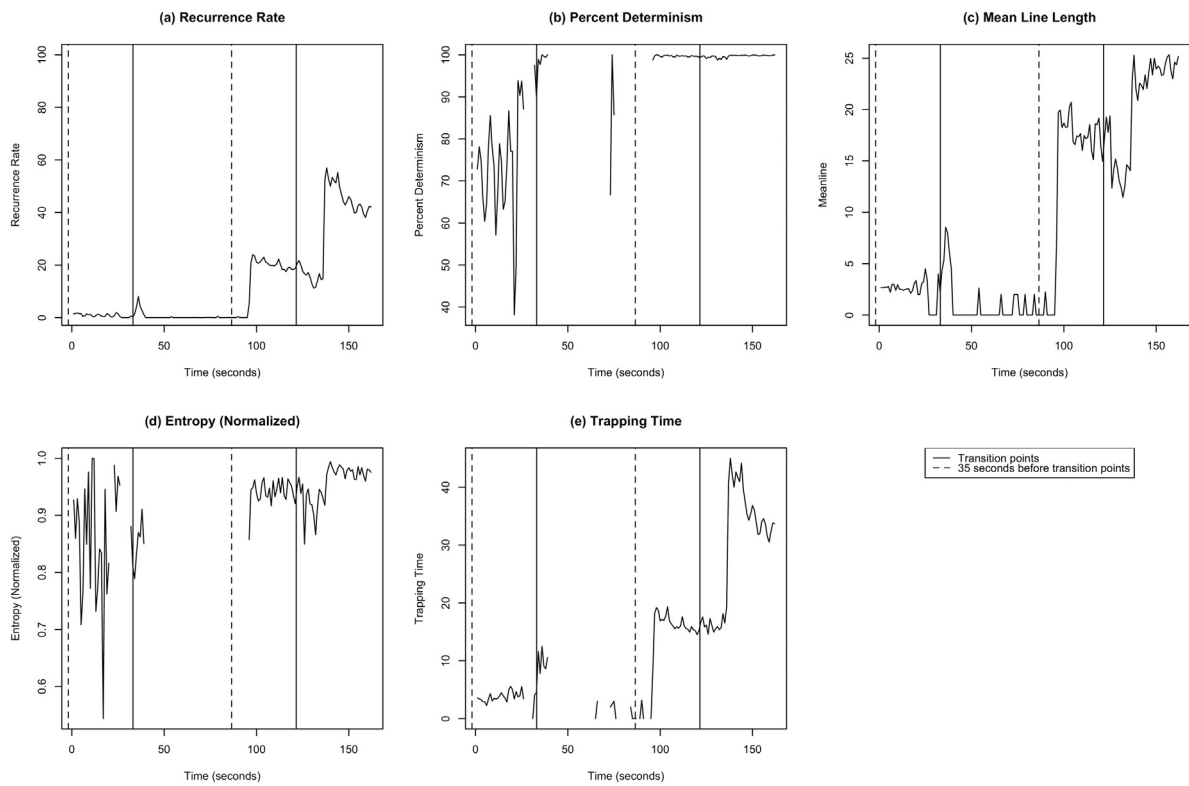 (a) Recurrence Rate
(b) Percent Determinism
(c) Mean Line Length
Recurrence Rate
0
20
40
60
80
100
0
50
100
150
Time (seconds)
Percent Determinism
40
50
60
70
80
90
100
0
50
100
150
Time (seconds)
Meanline
0
5
10
15
20
25
0
50
100
150
Time (seconds)
(d) Entropy (Normalized)
(e) Trapping Time
Entropy (Normalized)
0.6
0.7
0.8
0.9
1.0
0
50
100
150
Time (seconds)
Trapping Time
0
10
20
30
40
0
50
100
150
Time (seconds)
Transition points
35 seconds before transition points